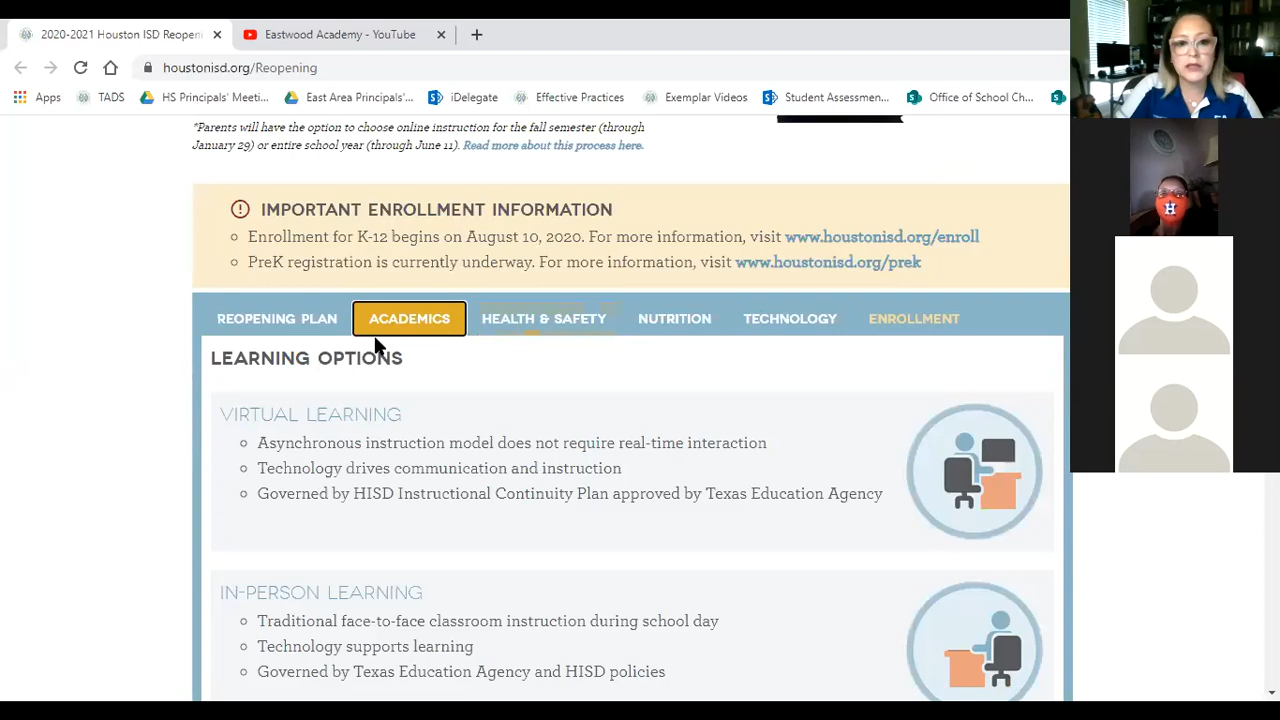 2020-2021 Houston ISD Reopeni
Eastwood Academy - YouTube
houstonisd.org/Reopening
Apps
TADS
HS Principals' Meeti...
East Area Principals'...
iDelegate
Effective Practices
Exemplar Videos
Student Assessmen...
Office of School Ch...
*Parents will have the option to choose online instruction for the fall semester (through
January 29) or entire school year (through June 11). Read more about this process here.
IMPORTANT ENROLLMENT INFORMATION
Enrollment for K-12 begins on August 10, 2020. For more information, visit www.houstonisd.org/enroll
PreK registration is currently underway. For more information, visit www.houstonisd.org/prek
REOPENING PLAN
ACADEMICS
HEALTH & SAFETY
NUTRITION
TECHNOLOGY
ENROLLMENT
LEARNING OPTIONS
VIRTUAL LEARNING
Asynchronous instruction model does not require real-time interaction
Technology drives communication and instruction
Governed by HISD Instructional Continuity Plan approved by Texas Education Agency
IN-PERSON LEARNING
Traditional face-to-face classroom instruction during school day
Technology supports learning
Governed by Texas Education Agency and HISD policies
H